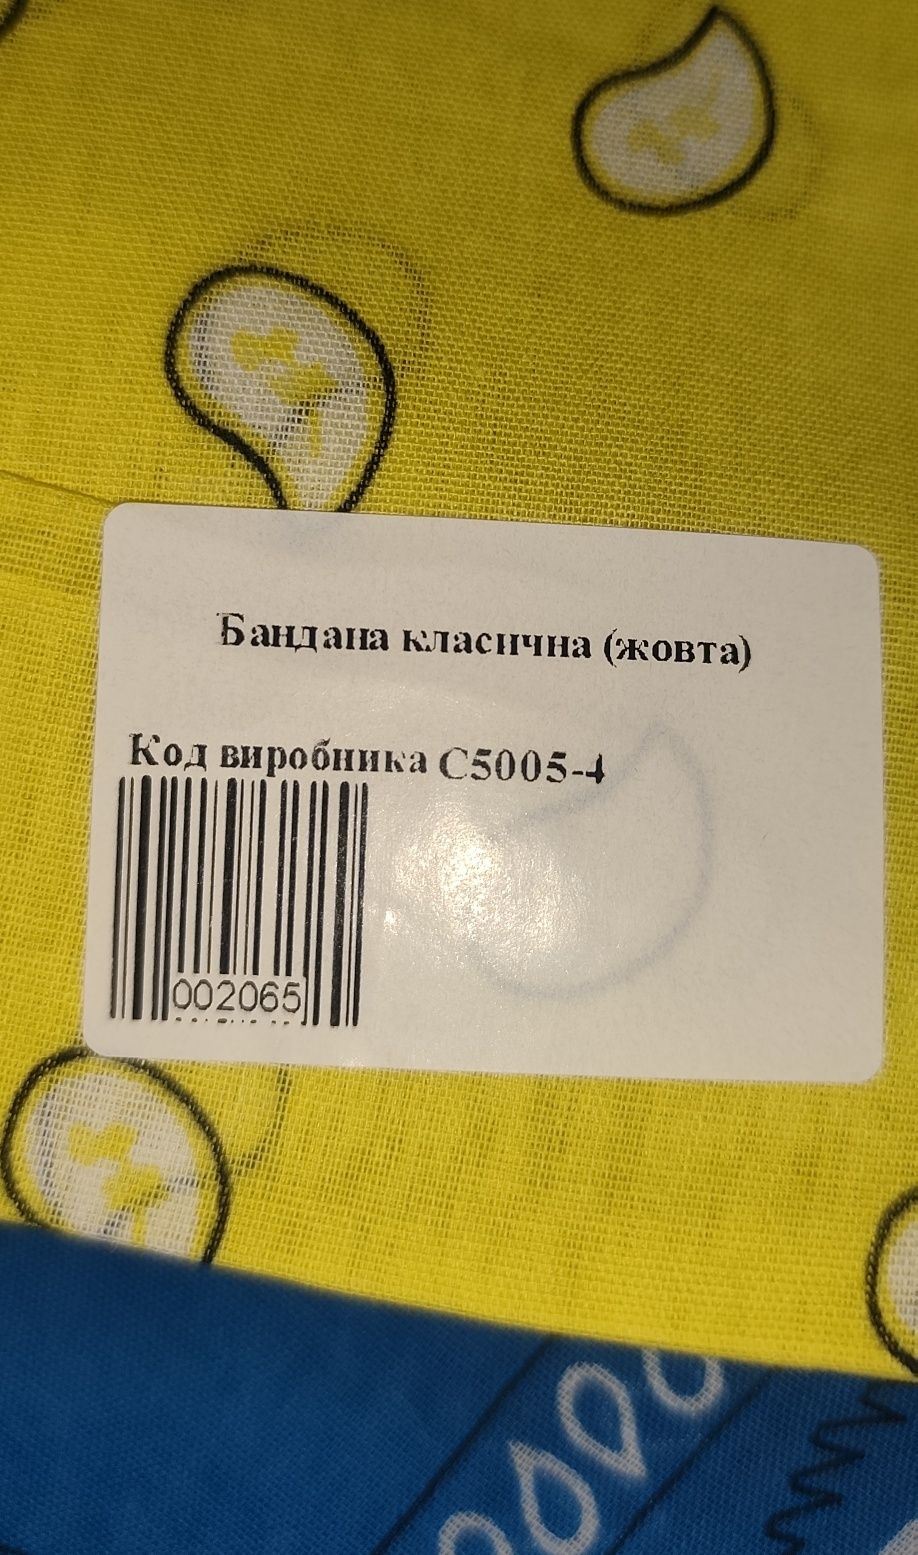 Бандана класична (жовта)
Код виробника С5005-4
002065